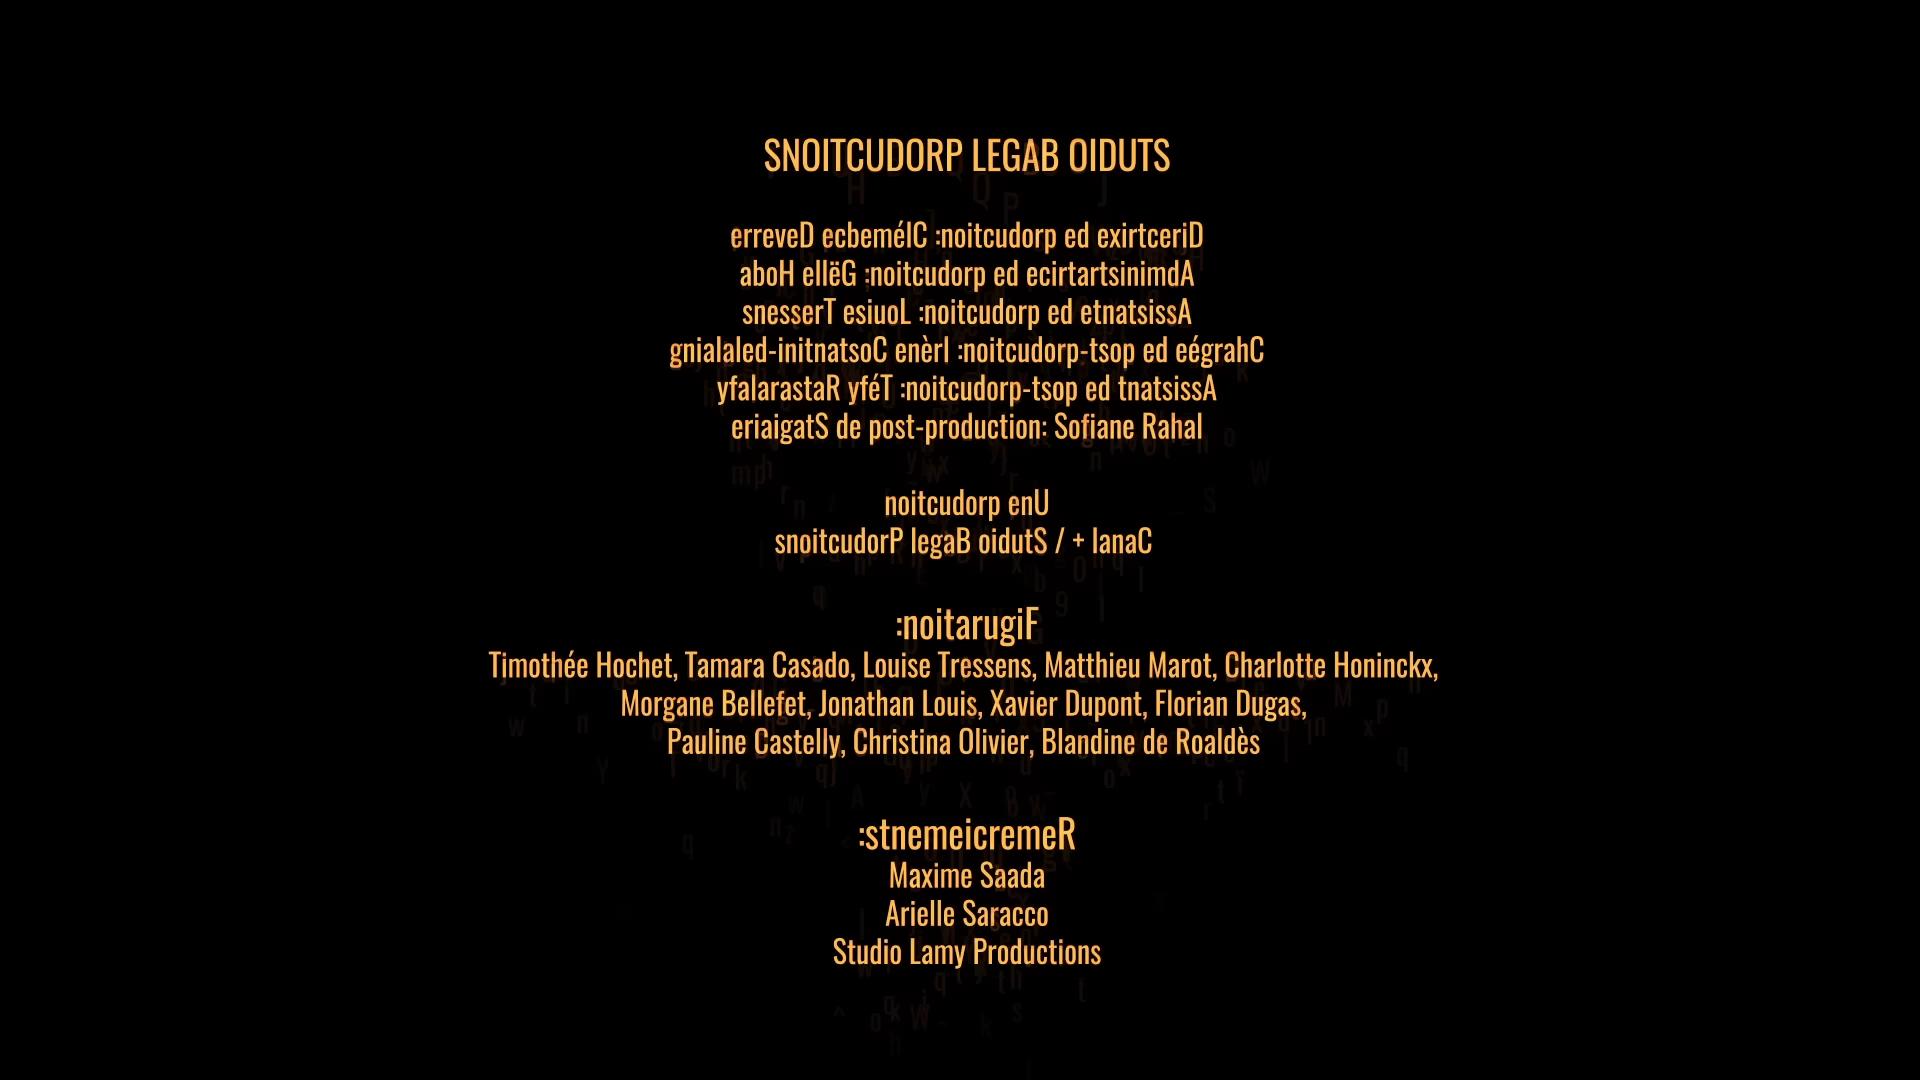 SNOITCUDORP LEGAB OIDUTS
erreveD ecbemélC :noitcudorp ed exirtceriD
aboH ellëG :noitcudorp ed ecirtartsinimdA
snesserT esiuoL :noitcudorp ed etnatsissA
gnialaled-initnatsoC enèrI :noitcudorp-tsop ed eégrahC
yfalarastaR yféT :noitcudorp-tsop ed tnatsissA
eriaigatS de post-production: Sofiane Rahal
noitcudorp enU
snoitcudorP legaB oidutS / + lanaC
:noitarugiF
Timothée Hochet, Tamara Casado, Louise Tressens, Matthieu Marot, Charlotte Honinckx,
Morgane Bellefet, Jonathan Louis, Xavier Dupont, Florian Dugas,
Pauline Castelly, Christina Olivier, Blandine de Roaldès
:stnemeicremeR
Maxime Saada
Arielle Saracco
Studio Lamy Productions